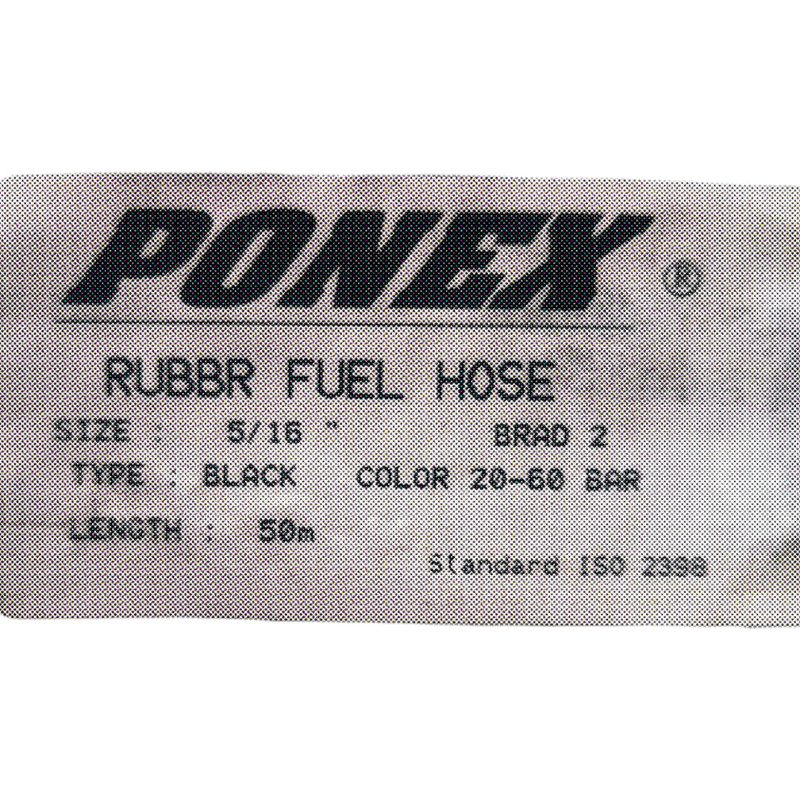 PONEX ®
RUBBR FUEL HOSE
SIZE : 5/16 " BRAD 2
TYPE : BLACK COLOR 20-60 BAR
LENGTH : 50m
Standard ISO 2398